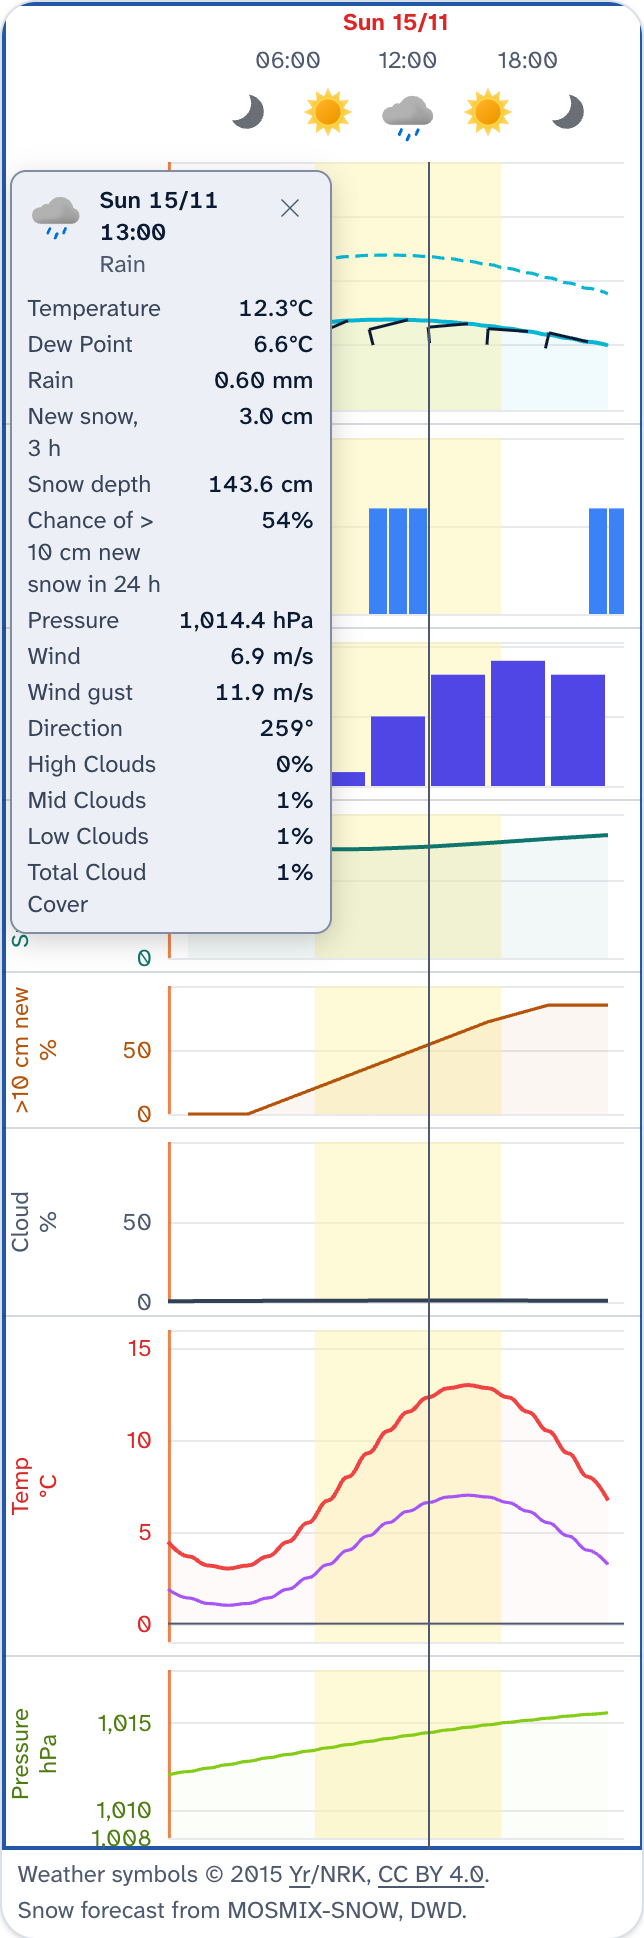 Sun 15/11
06:00 12:00 18:00
Sun 15/11
13:00
Rain
Temperature 12.3°C
Dew Point 6.6°C
Rain 0.60 mm
New snow, 3.0 cm
3 h
Snow depth 143.6 cm
Chance of > 54%
10 cm new
snow in 24 h
Pressure 1,014.4 hPa
Wind 6.9 m/s
Wind gust 11.9 m/s
Direction 259°
High Clouds 0%
Mid Clouds 1%
Low Clouds 1%
Total Cloud 1%
Cover
0
>10 cm new
%
50
0
Cloud
%
50
0
Temp
°C
15
10
5
0
Pressure
hPa
1,015
1,010
1,008
Weather symbols © 2015 Yr/NRK, CC BY 4.0.
Snow forecast from MOSMIX-SNOW, DWD.